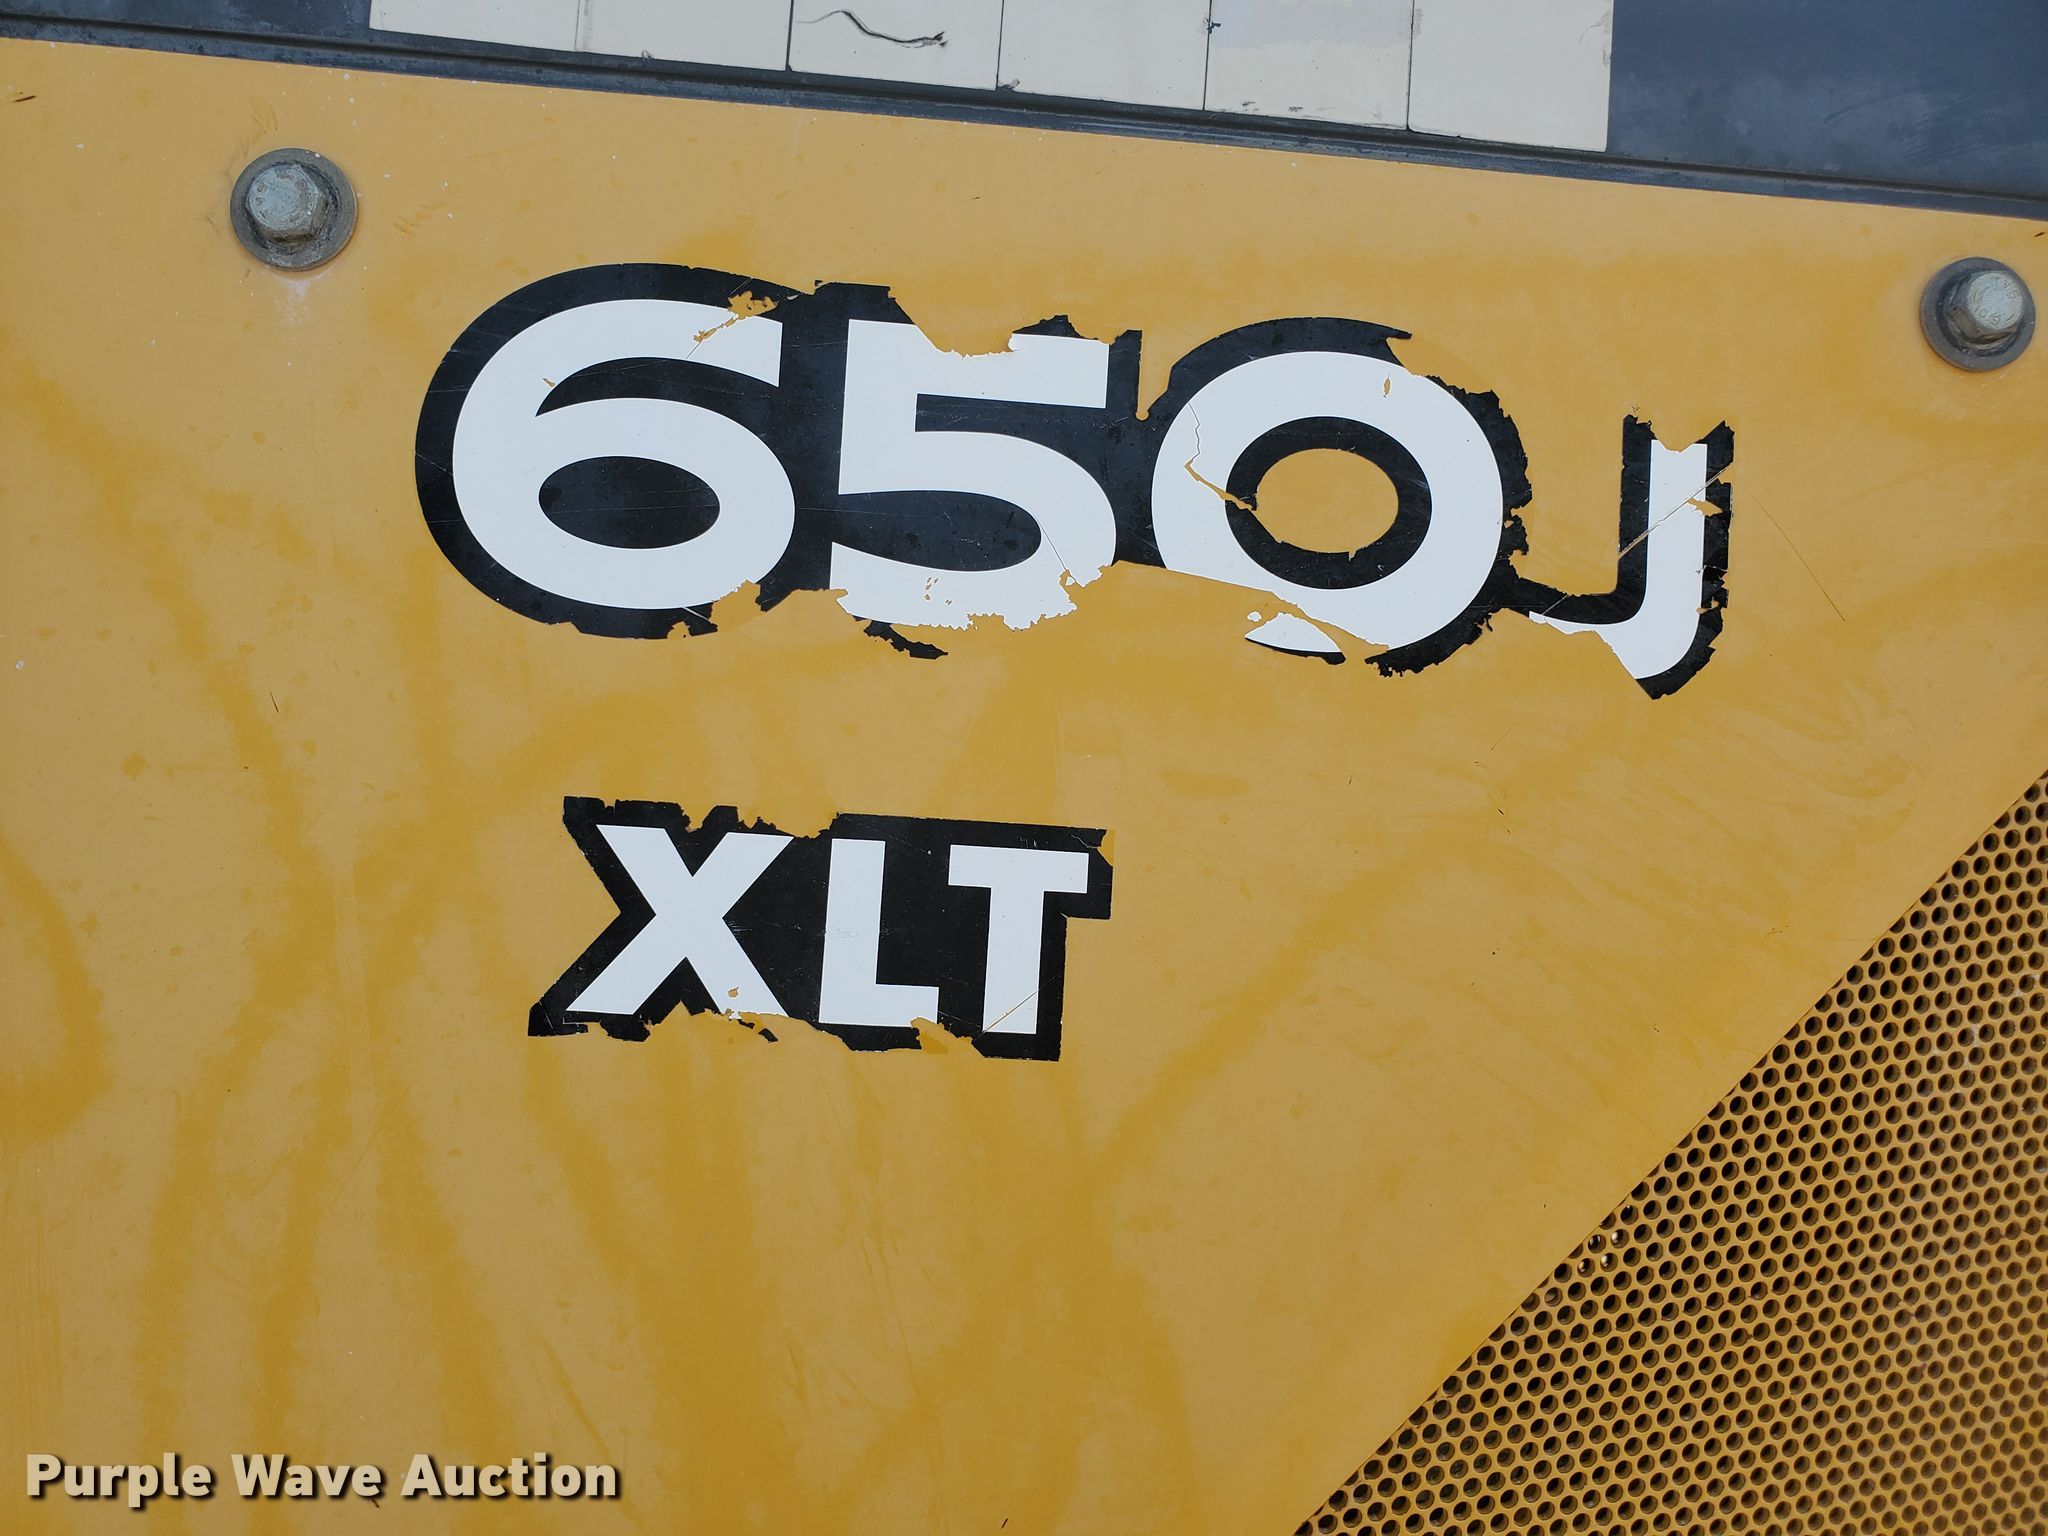 650J
XLT
Purple Wave Auction